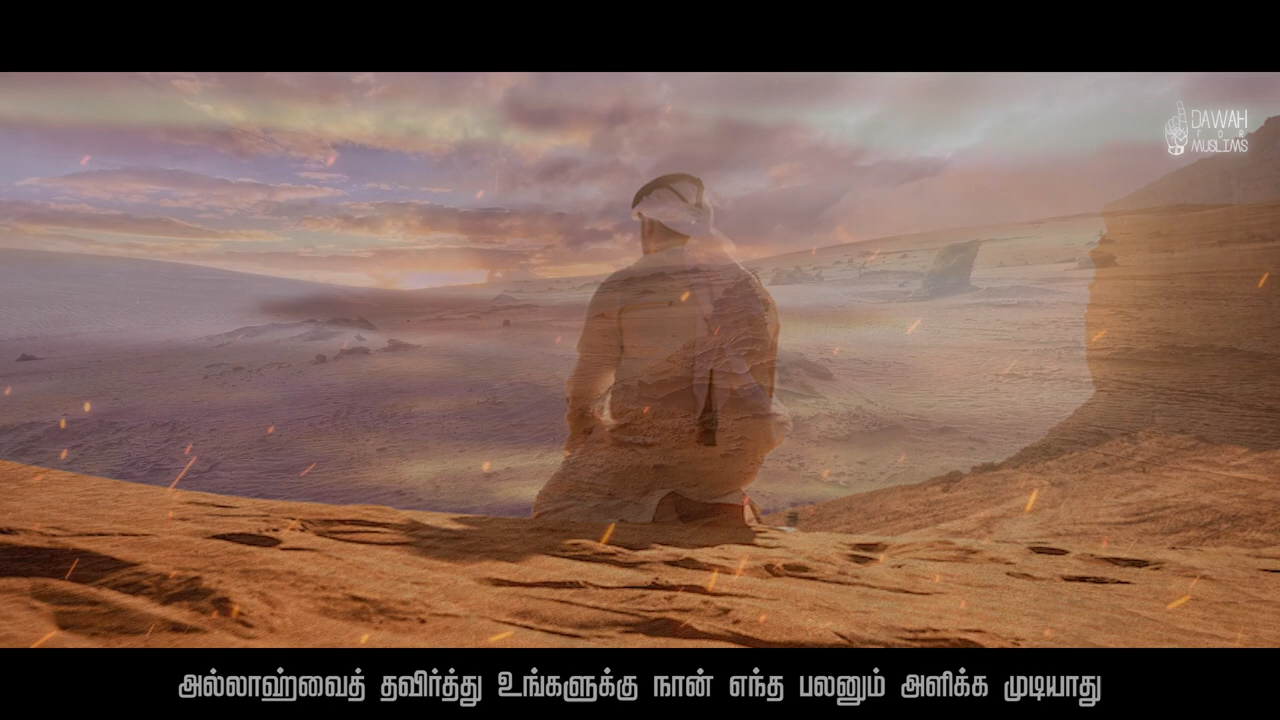 DAWAH
FOR
MUSLIMS
அல்லாஹ்வைத் தவிர்த்து உங்களுக்கு நான் எந்த பலனும் அளிக்க முடியாது